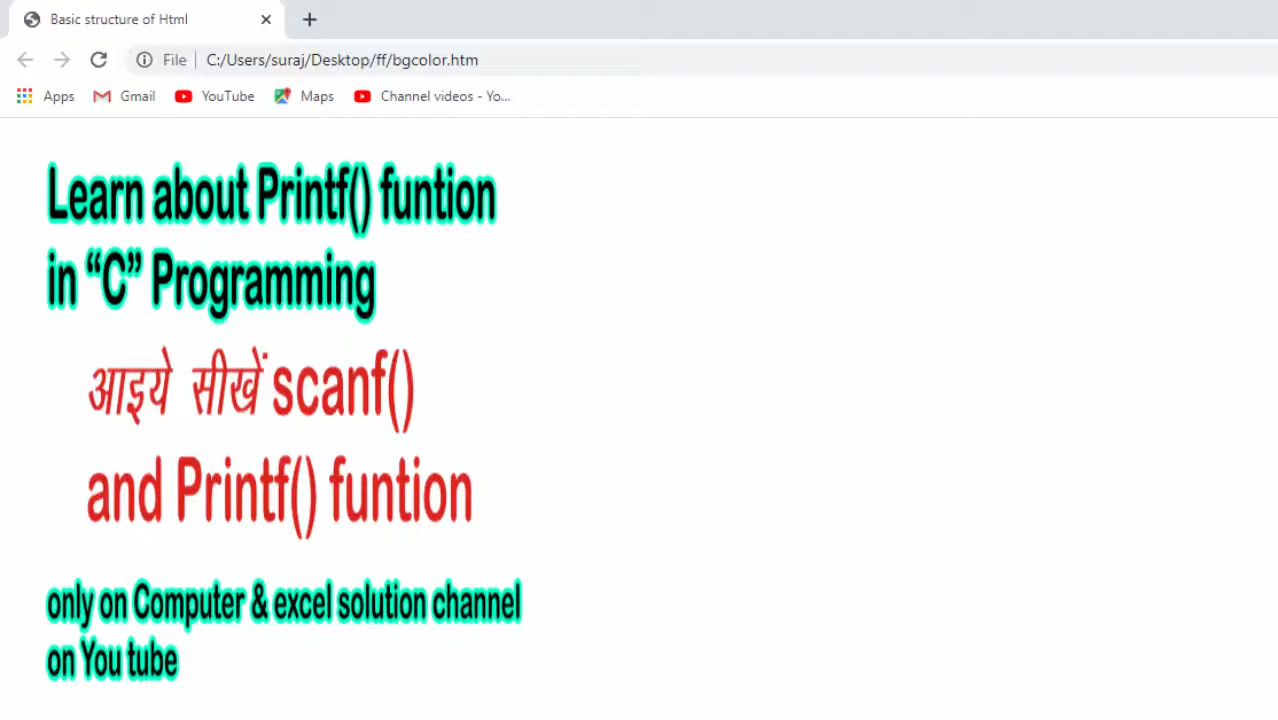 Basic structure of Html
File C:/Users/suraj/Desktop/ff/bgcolor.htm
Apps Gmail YouTube Maps Channel videos - Yo...
Learn about Printf() funtion
in “C” Programming
आइये सीखें scanf()
and Printf() funtion
only on Computer & excel solution channel
on You tube